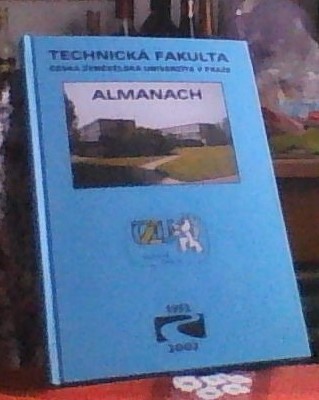 TECHNICKÁ FAKULTA
ČESKÁ ZEMĚDĚLSKÁ UNIVERZITA V PRAZE
ALMANACH
1952
2002